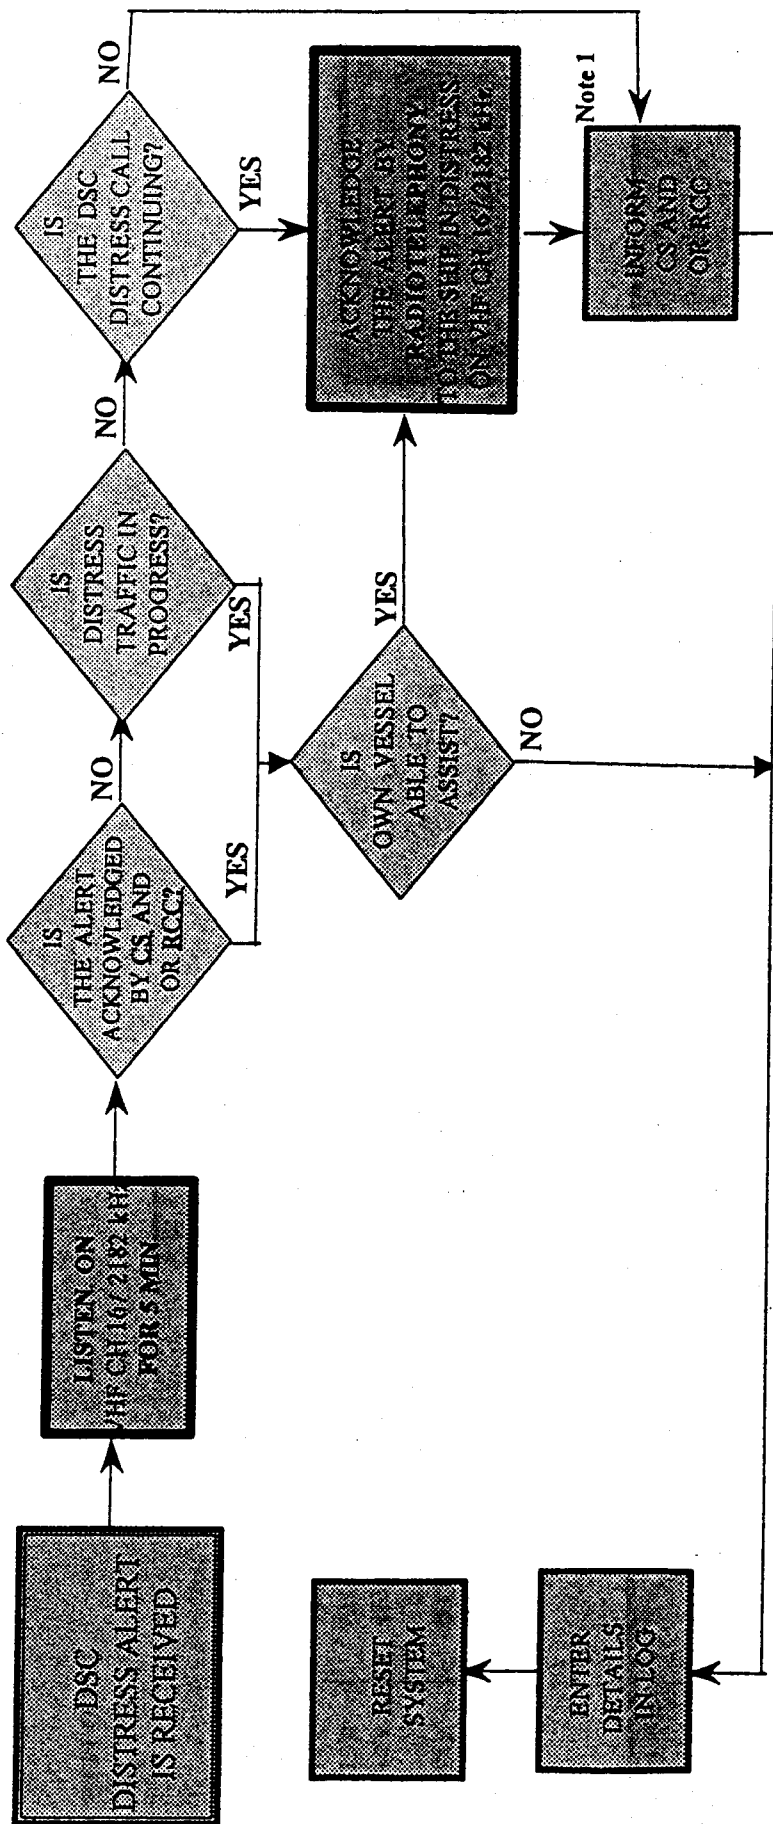 DSC
DISTRESS ALERT
IS RECEIVED
LISTEN ON
VHF CH 16/ 2182 kHz
FOR 5 MIN
IS
THE ALERT
ACKNOWLEDGED
BY CS AND
OR RCC?
NO
YES
IS
DISTRESS
TRAFFIC IN
PROGRESS?
NO
YES
IS
THE DSC
DISTRESS CALL
CONTINUING?
NO
YES
IS
OWN VESSEL
ABLE TO
ASSIST?
YES
NO
ACKNOWLEDGE
THE ALERT BY
RADIOTELEPHONY
TO THE SHIP IN DISTRESS
ON VHF CH 16/2182 kHz
Note 1
INFORM
CS AND
OR RCC
RESET
SYSTEM
ENTER
DETAILS
IN LOG